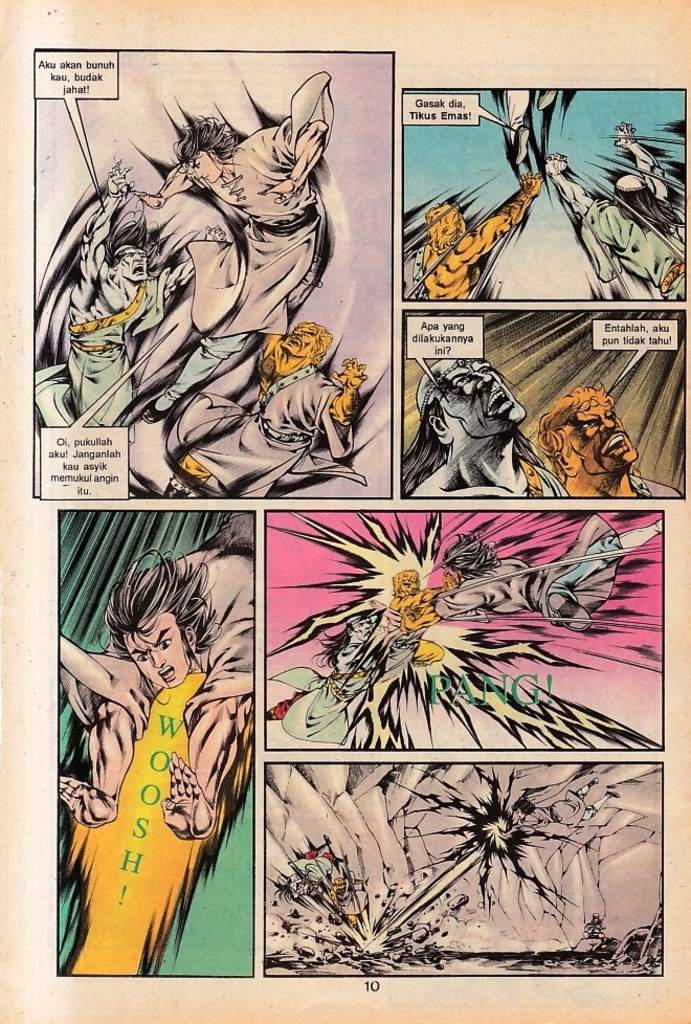 Aku akan bunuh
kau, budak
jahat!
Oi, pukullah
aku! Janganlah
kau asyik
memukul angin
itu.
Gasak dia,
Tikus Emas!
Apa yang
dilakukannya
ini?
Entahlah, aku
pun tidak tahu!
WOOSH!
PANG!
10